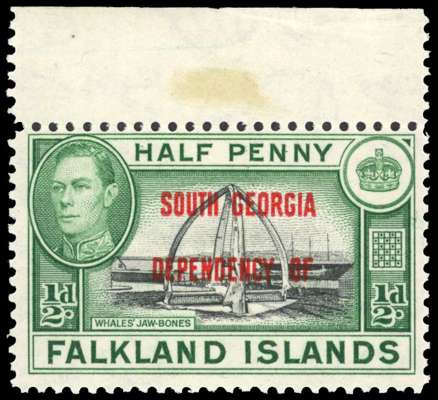 HALF PENNY
SOUTH GEORGIA
DEPENDENCY OF
½d
½d
WHALES' JAW-BONES
FALKLAND ISLANDS